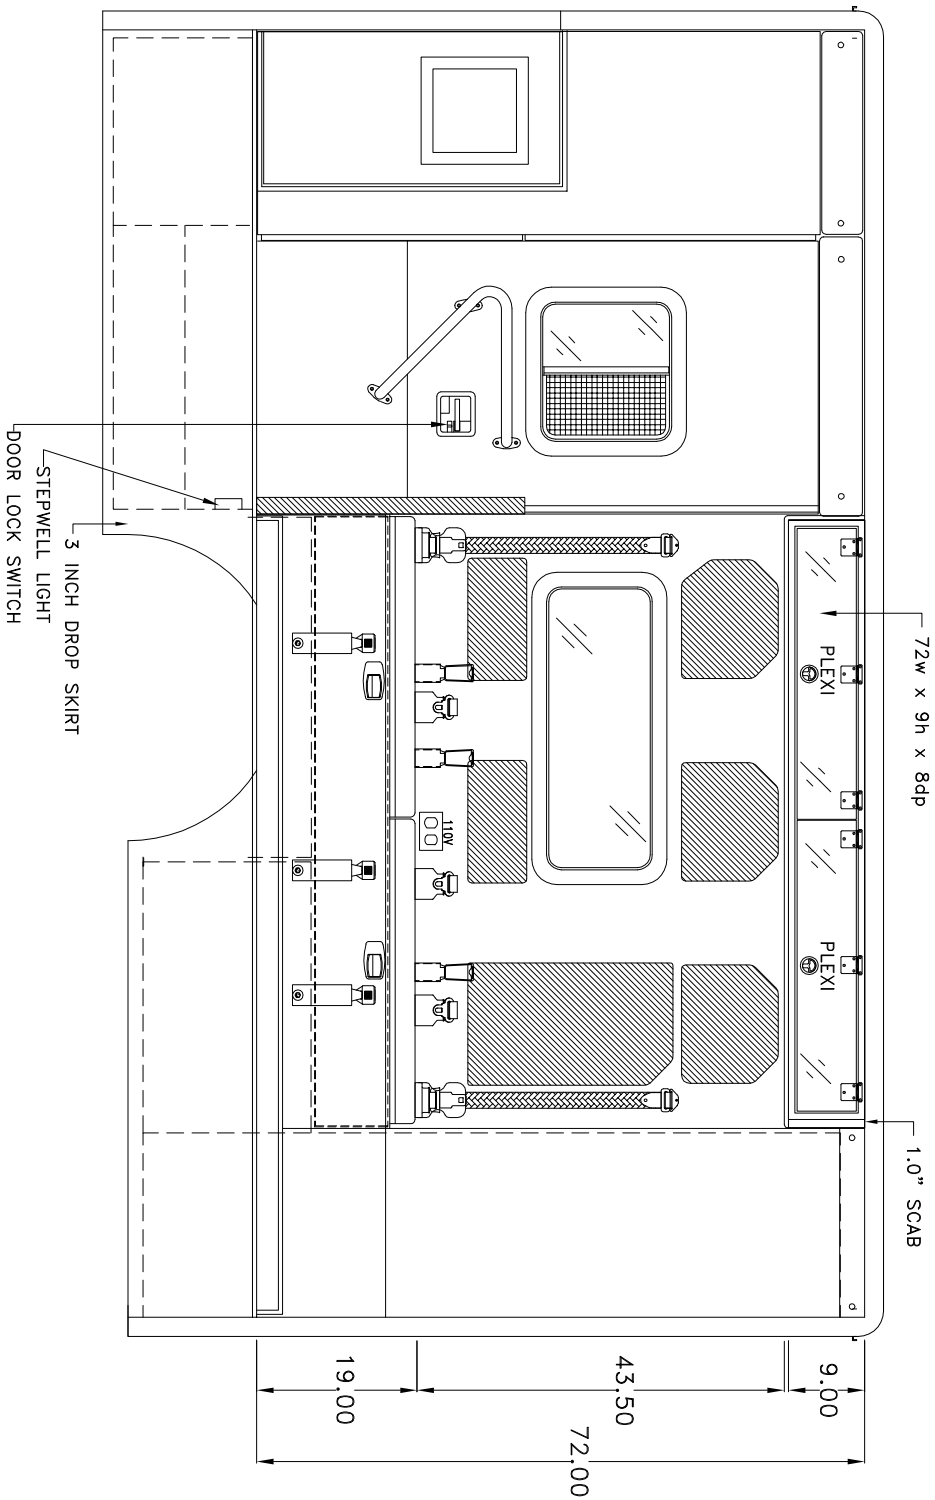 72w x 9h x 8dp
1.0” SCAB
PLEXI
PLEXI
9.00
43.50
72.00
19.00
110V
3 INCH DROP SKIRT
STEPWELL LIGHT
DOOR LOCK SWITCH